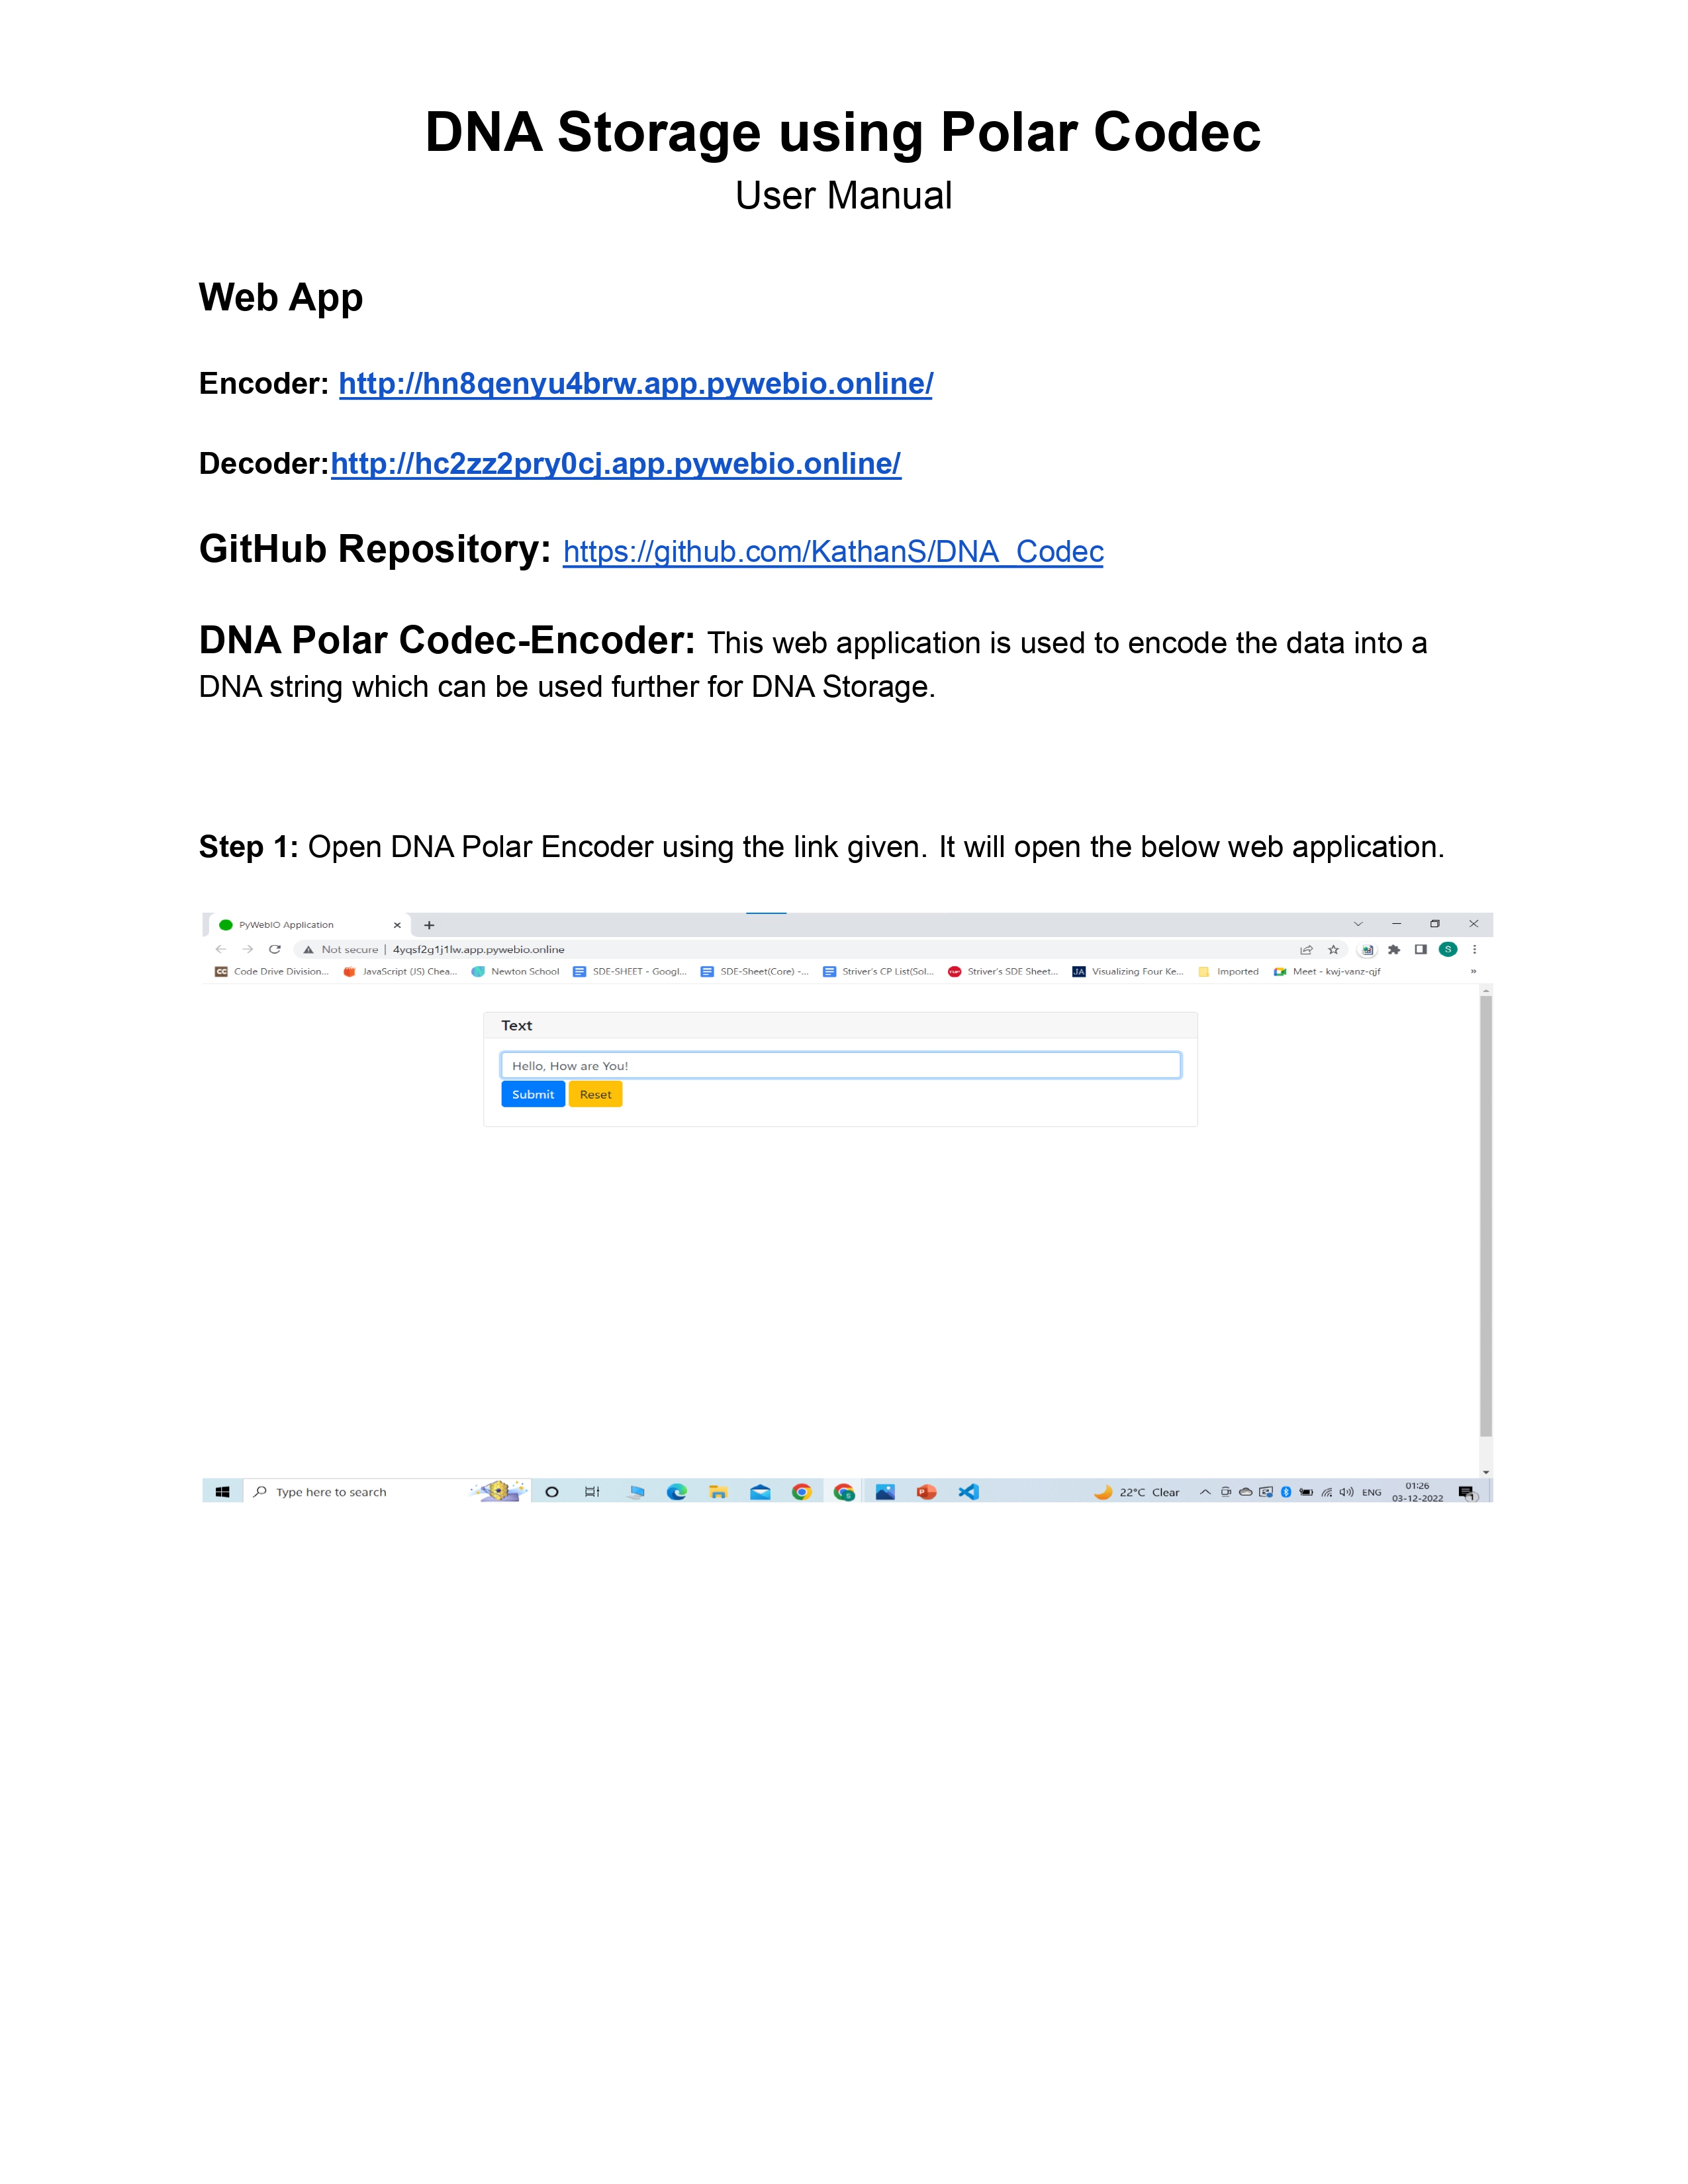 DNA Storage using Polar Codec
User Manual
Web App
Encoder: http://hn8qenyu4brw.app.pywebio.online/
Decoder:http://hc2zz2pry0cj.app.pywebio.online/
GitHub Repository: https://github.com/KathanS/DNA_Codec
DNA Polar Codec-Encoder: This web application is used to encode the data into a
DNA string which can be used further for DNA Storage.
Step 1: Open DNA Polar Encoder using the link given. It will open the below web application.
PyWebIO Application
Not secure | 4yqsf2g1j1lw.app.pywebio.online
S
CC Code Drive Division... JavaScript (JS) Chea... Newton School SDE-SHEET - Googl... SDE-Sheet(Core) -... Striver's CP List(Sol... Striver's SDE Sheet... JA Visualizing Four Ke... Imported Meet - kwj-vanz-qjf »
Text
Hello, How are You!
Submit Reset
Type here to search 22°C Clear ENG 01:26
03-12-2022 1